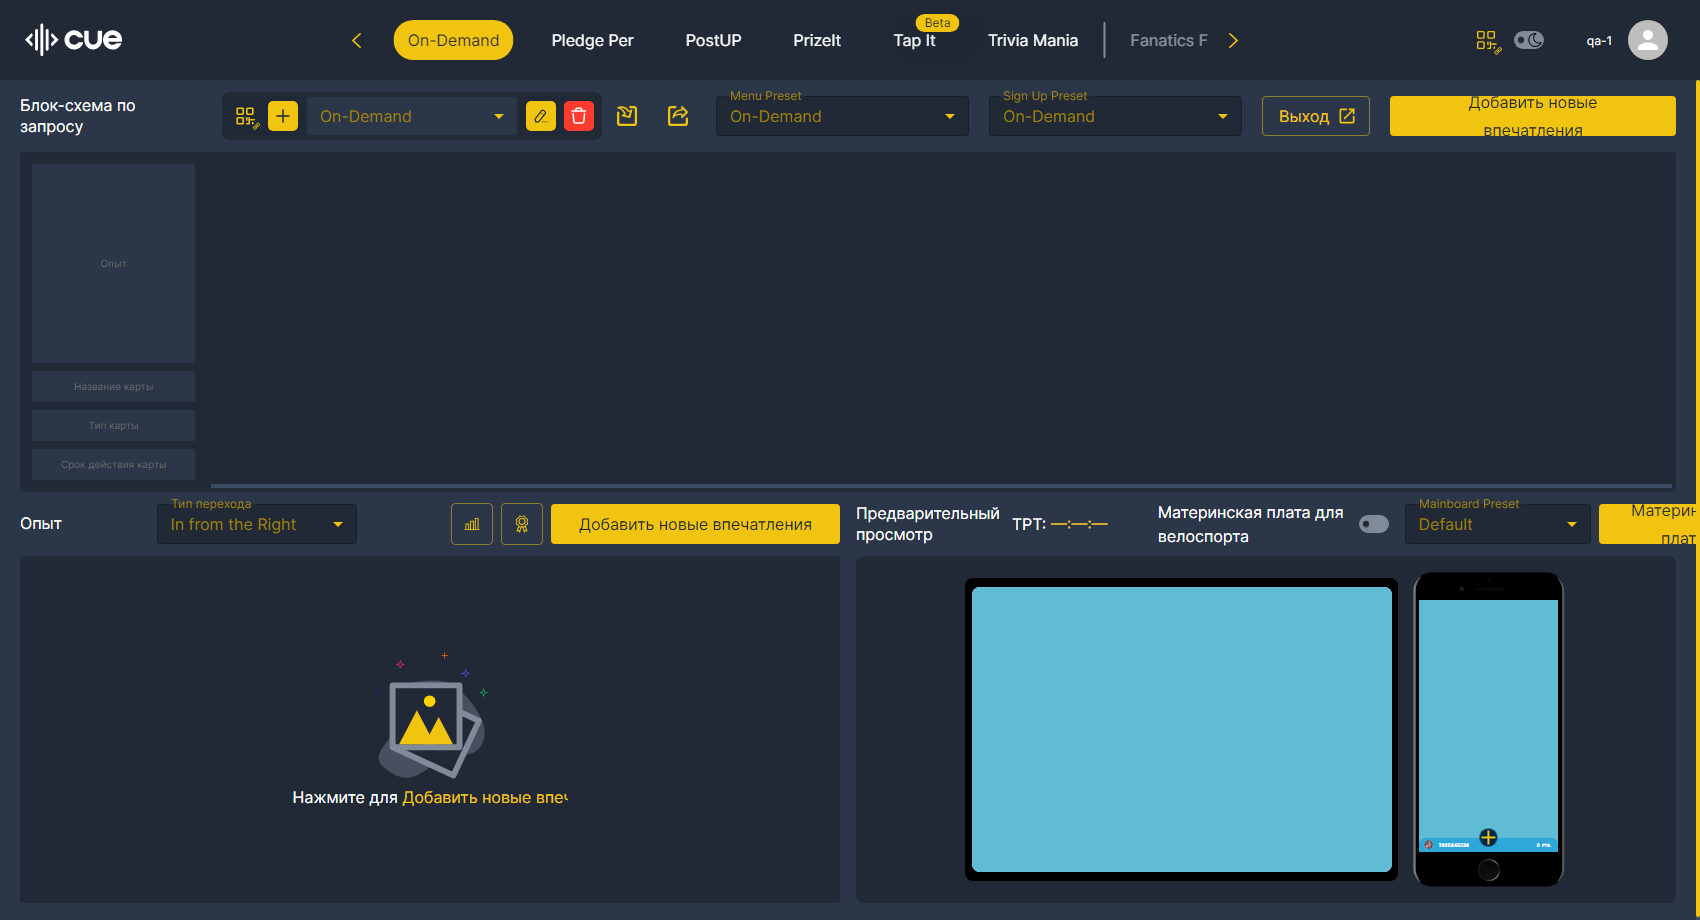 cue
On-Demand
Pledge Per
PostUP
PrizeIt
Beta
Tap It
Trivia Mania
Fanatics F
qa-1
Блок-схема по
запросу
On-Demand
Menu Preset
On-Demand
Sign Up Preset
On-Demand
Выход
Добавить новые
впечатления
Опыт
Название карты
Тип карты
Срок действия карты
Опыт
Тип перехода
In from the Right
Добавить новые впечатления
Предварительный
просмотр
ТРТ: —:—:—
Материнская плата для
велоспорта
Mainboard Preset
Default
Материн
плат
Нажмите для Добавить новые впеч
0 PTS.